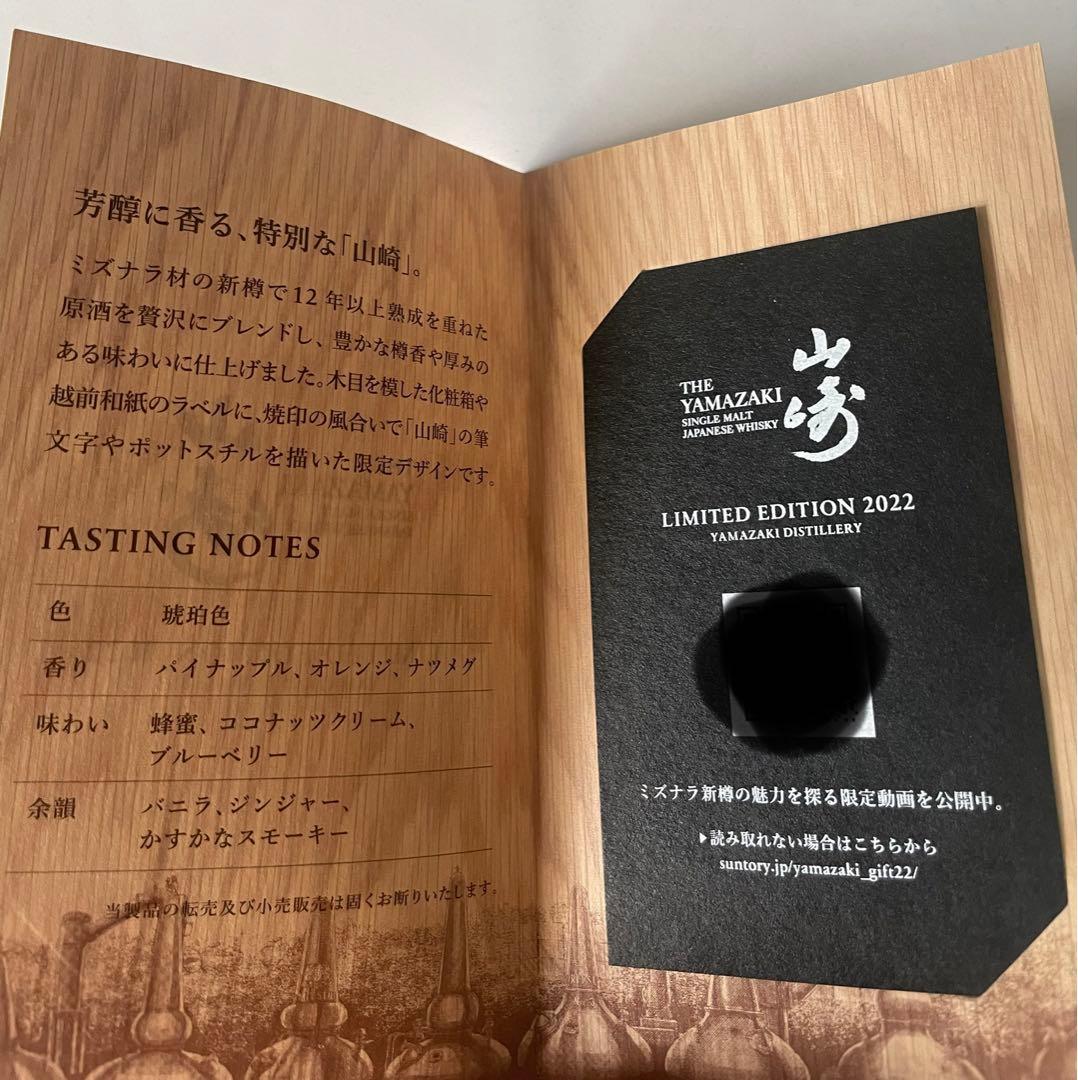 芳醇に香る、特別な「山崎」。
ミズナラ材の新樽で12年以上熟成を重ねた
原酒を贅沢にブレンドし、豊かな樽香や厚みの
ある味わいに仕上げました。木目を模した化粧箱や
越前和紙のラベルに、焼印の風合いで「山崎」の筆
文字やポットスチルを描いた限定デザインです。
TASTING NOTES
色 琥珀色
香り パイナップル、オレンジ、ナツメグ
味わい 蜂蜜、ココナッツクリーム、
ブルーベリー
余韻 バニラ、ジンジャー、
かすかなスモーキー
当製品の転売及び小売販売は固くお断りいたします。
山崎
THE
YAMAZAKI
SINGLE MALT
JAPANESE WHISKY
LIMITED EDITION 2022
YAMAZAKI DISTILLERY
ミズナラ新樽の魅力を探る限定動画を公開中。
▶読み取れない場合はこちらから
suntory.jp/yamazaki_gift22/